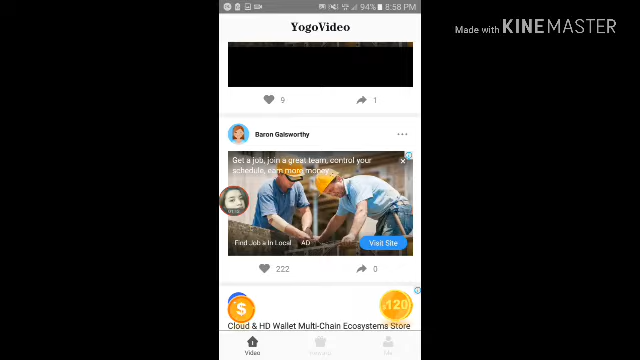 94% 8:58 PM
YogoVideo
Made with KINEMASTER
9
1
Baron Galsworthy
Get a job, join a great team, control your
schedule, earn more money...
Find Job a in Local
AD
Visit Site
222
0
$
120
Cloud & HD Wallet Multi-Chain Ecosystems Store
Video
Me